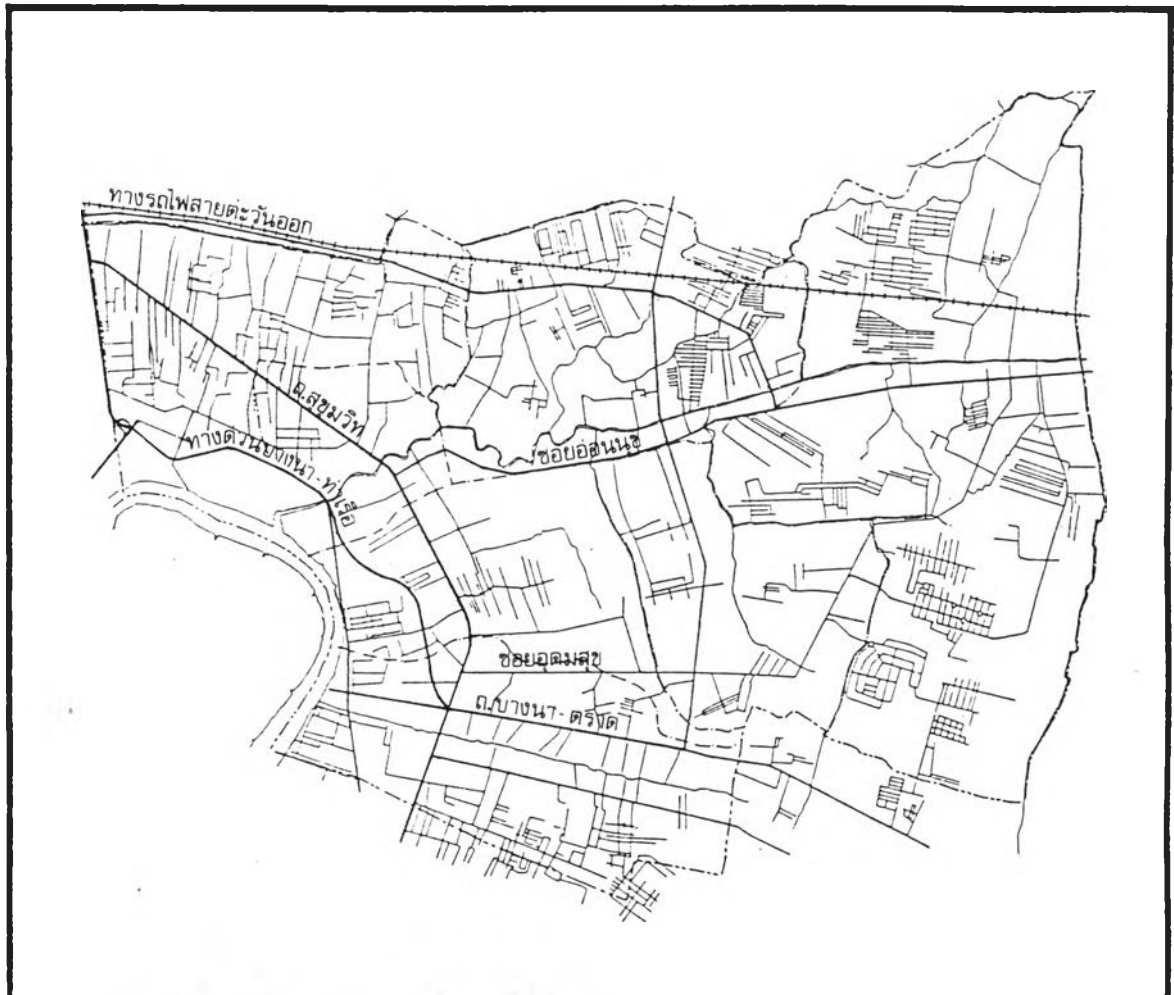 ทางรถไฟสายตะวันออก
ถ.สุขุมวิท
ทางด่วนบางนา-ท่าเรือ
ซอยอ่อนนุช
ซอยอุดมสุข
ถ.บางนา-ตราด